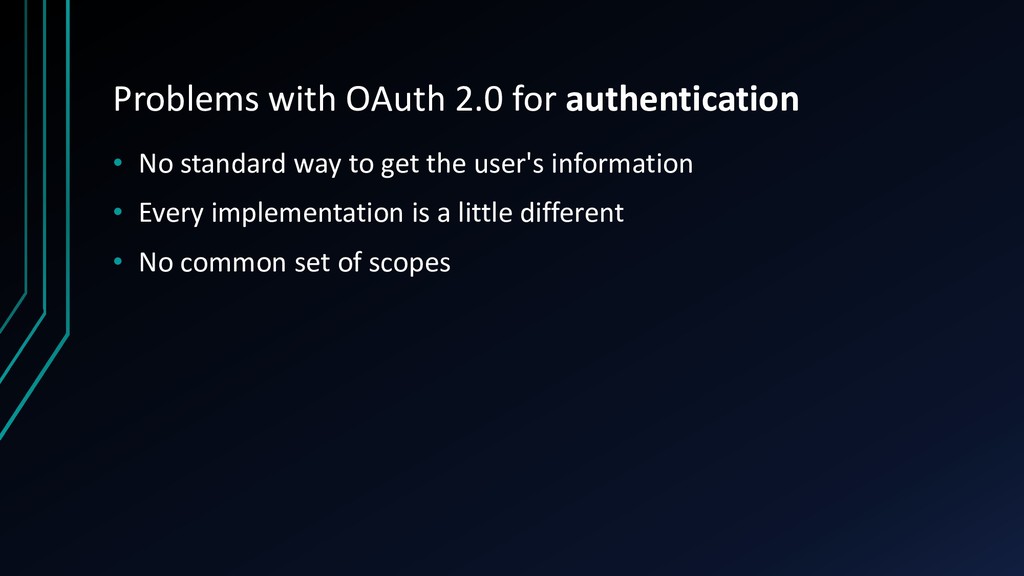 Problems with OAuth 2.0 for authentication
• No standard way to get the user's information
• Every implementation is a little different
• No common set of scopes